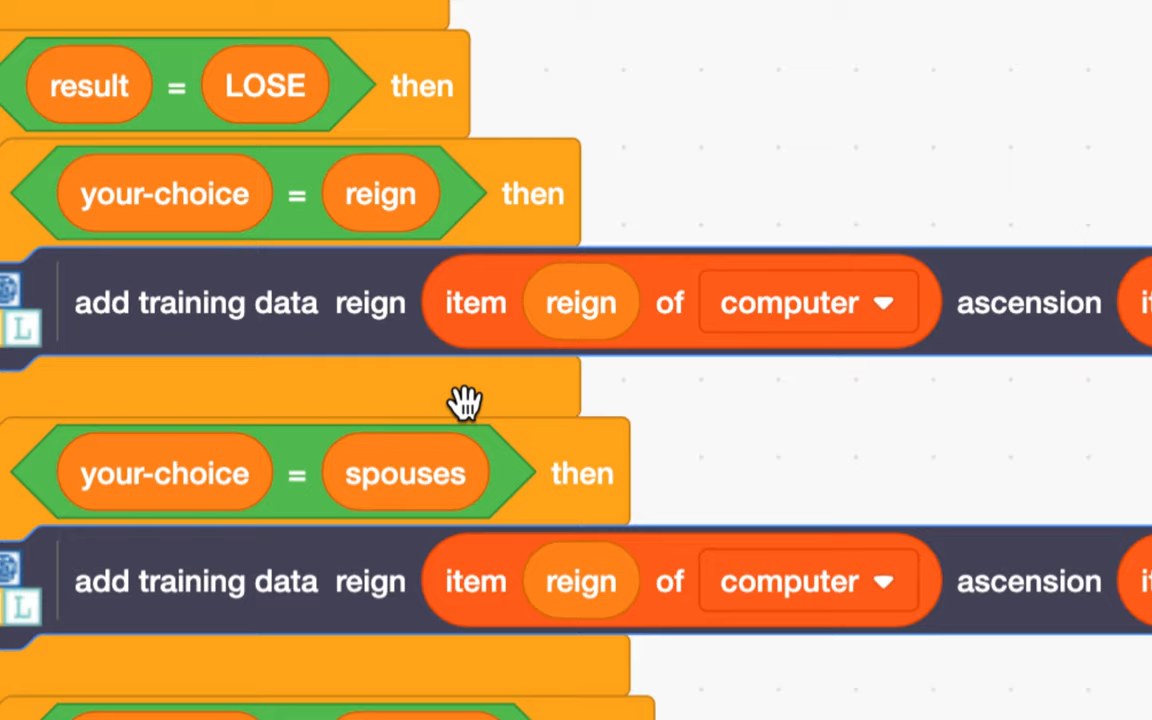 result = LOSE then
your-choice = reign then
L add training data reign item reign of computer ascension
your-choice = spouses then
L add training data reign item reign of computer ascension